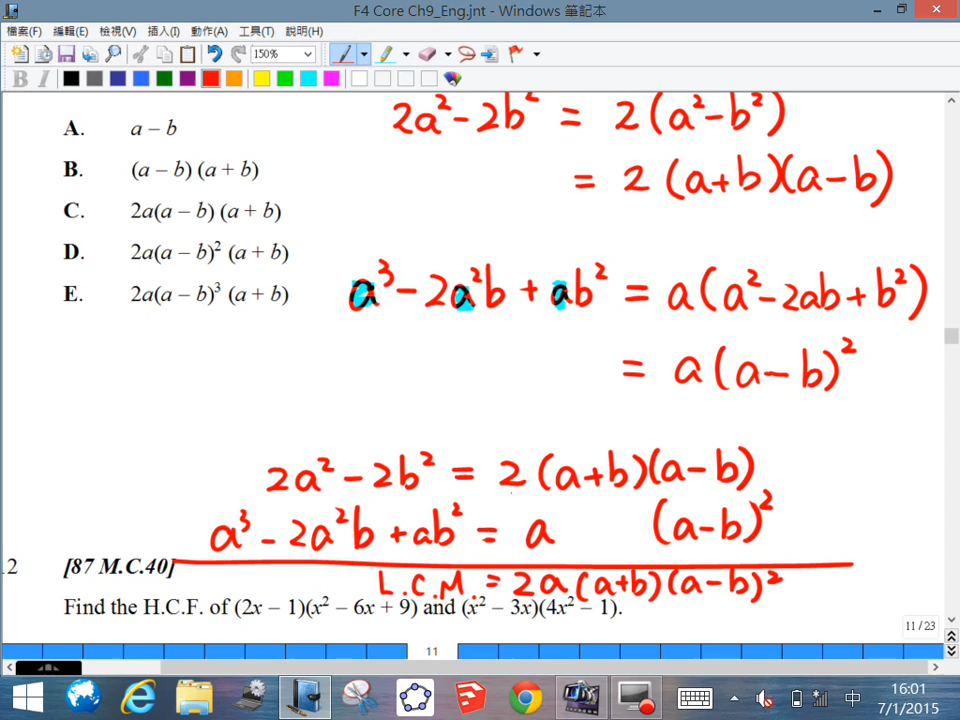 F4 Core Ch9_Eng.jnt - Windows 筆記本
檔案(F) 編輯(E) 檢視(V) 插入(I) 動作(A) 工具(T) 說明(H)
150%
B I
2a² - 2b² = 2(a² - b²)
= 2(a+b)(a-b)
A. a – b
B. (a – b) (a + b)
C. 2a(a – b) (a + b)
D. 2a(a – b)² (a + b)
E. 2a(a – b)³ (a + b)
a³ - 2a²b + ab² = a(a² - 2ab + b²)
= a(a-b)²
2a² - 2b² = 2(a+b)(a-b)
a³ - 2a²b + ab² = a (a-b)²
L.C.M. = 2a(a+b)(a-b)²
2 [87 M.C.40]
Find the H.C.F. of (2x – 1)(x² – 6x + 9) and (x² – 3x)(4x² – 1).
11 / 23
11
中
16:01
7/1/2015